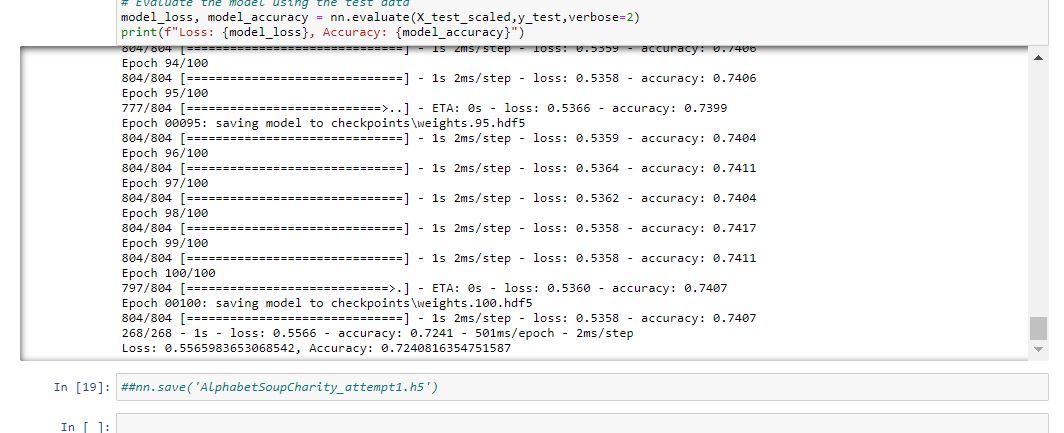 # Evaluate the model using the test data
model_loss, model_accuracy = nn.evaluate(X_test_scaled,y_test,verbose=2)
print(f"Loss: {model_loss}, Accuracy: {model_accuracy}")
804/804 [==============================] - 1s 2ms/step - loss: 0.5359 - accuracy: 0.7406
Epoch 94/100
804/804 [==============================] - 1s 2ms/step - loss: 0.5358 - accuracy: 0.7406
Epoch 95/100
777/804 [===========================>..] - ETA: 0s - loss: 0.5366 - accuracy: 0.7399
Epoch 00095: saving model to checkpoints\weights.95.hdf5
804/804 [==============================] - 1s 2ms/step - loss: 0.5359 - accuracy: 0.7404
Epoch 96/100
804/804 [==============================] - 1s 2ms/step - loss: 0.5364 - accuracy: 0.7411
Epoch 97/100
804/804 [==============================] - 1s 2ms/step - loss: 0.5362 - accuracy: 0.7404
Epoch 98/100
804/804 [==============================] - 1s 2ms/step - loss: 0.5358 - accuracy: 0.7417
Epoch 99/100
804/804 [==============================] - 1s 2ms/step - loss: 0.5358 - accuracy: 0.7411
Epoch 100/100
797/804 [============================>.] - ETA: 0s - loss: 0.5360 - accuracy: 0.7407
Epoch 00100: saving model to checkpoints\weights.100.hdf5
804/804 [==============================] - 1s 2ms/step - loss: 0.5358 - accuracy: 0.7407
268/268 - 1s - loss: 0.5566 - accuracy: 0.7241 - 501ms/epoch - 2ms/step
Loss: 0.5565983653068542, Accuracy: 0.7240816354751587
In [19]: ##nn.save('AlphabetSoupCharity_attempt1.h5')
In [ ]: